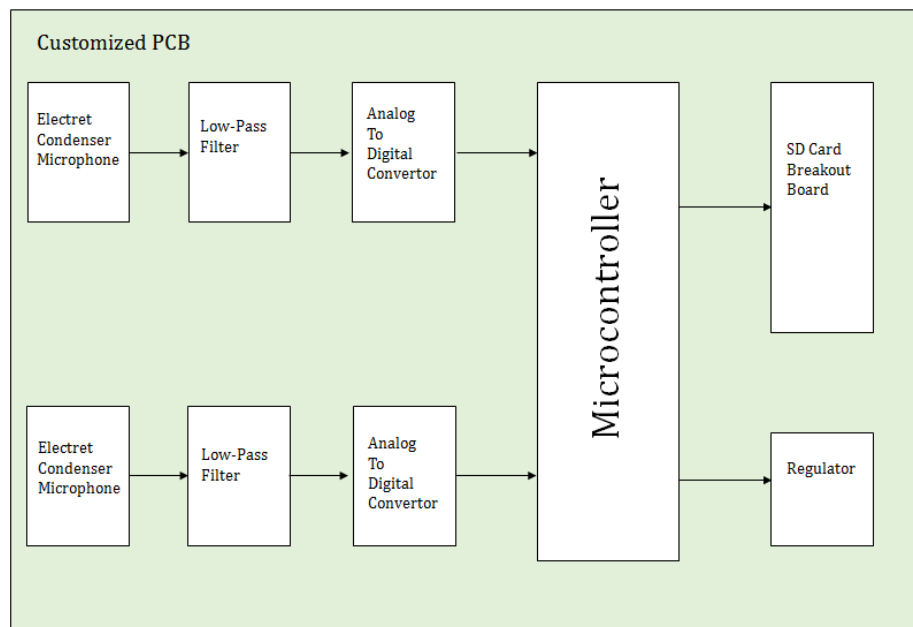 Customized PCB
Electret
Condenser
Microphone
Low-Pass
Filter
Analog
To
Digital
Convertor
Microcontroller
SD Card
Breakout
Board
Electret
Condenser
Microphone
Low-Pass
Filter
Analog
To
Digital
Convertor
Regulator